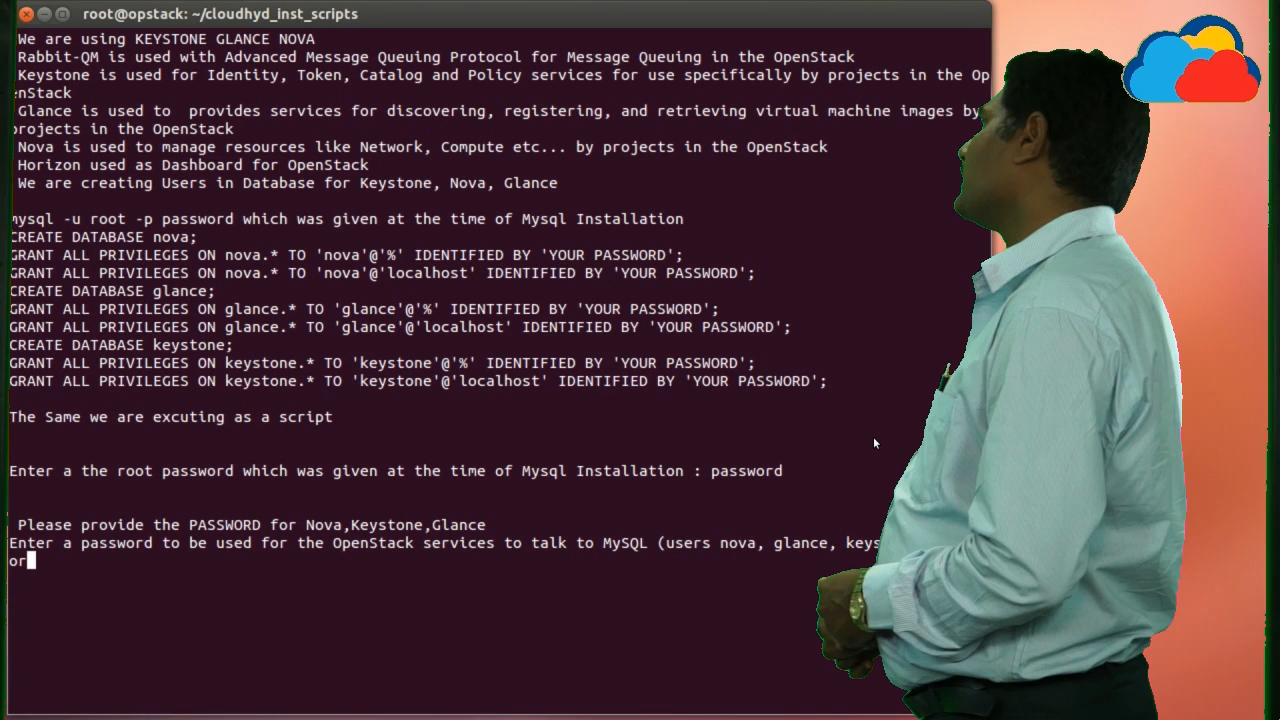 root@opstack: ~/cloudhyd_inst_scripts
We are using KEYSTONE GLANCE NOVA
Rabbit-QM is used with Advanced Message Queuing Protocol for Message Queuing in the OpenStack
Keystone is used for Identity, Token, Catalog and Policy services for use specifically by projects in the Op
enStack
Glance is used to  provides services for discovering, registering, and retrieving virtual machine images by
projects in the OpenStack
Nova is used to manage resources like Network, Compute etc... by projects in the OpenStack
Horizon used as Dashboard for OpenStack
We are creating Users in Database for Keystone, Nova, Glance
mysql -u root -p password which was given at the time of Mysql Installation
CREATE DATABASE nova;
GRANT ALL PRIVILEGES ON nova.* TO 'nova'@'%' IDENTIFIED BY 'YOUR PASSWORD';
GRANT ALL PRIVILEGES ON nova.* TO 'nova'@'localhost' IDENTIFIED BY 'YOUR PASSWORD';
CREATE DATABASE glance;
GRANT ALL PRIVILEGES ON glance.* TO 'glance'@'%' IDENTIFIED BY 'YOUR PASSWORD';
GRANT ALL PRIVILEGES ON glance.* TO 'glance'@'localhost' IDENTIFIED BY 'YOUR PASSWORD';
CREATE DATABASE keystone;
GRANT ALL PRIVILEGES ON keystone.* TO 'keystone'@'%' IDENTIFIED BY 'YOUR PASSWORD';
GRANT ALL PRIVILEGES ON keystone.* TO 'keystone'@'localhost' IDENTIFIED BY 'YOUR PASSWORD';
The Same we are excuting as a script
Enter a the root password which was given at the time of Mysql Installation : password
Please provide the PASSWORD for Nova,Keystone,Glance
Enter a password to be used for the OpenStack services to talk to MySQL (users nova, glance, keys
or